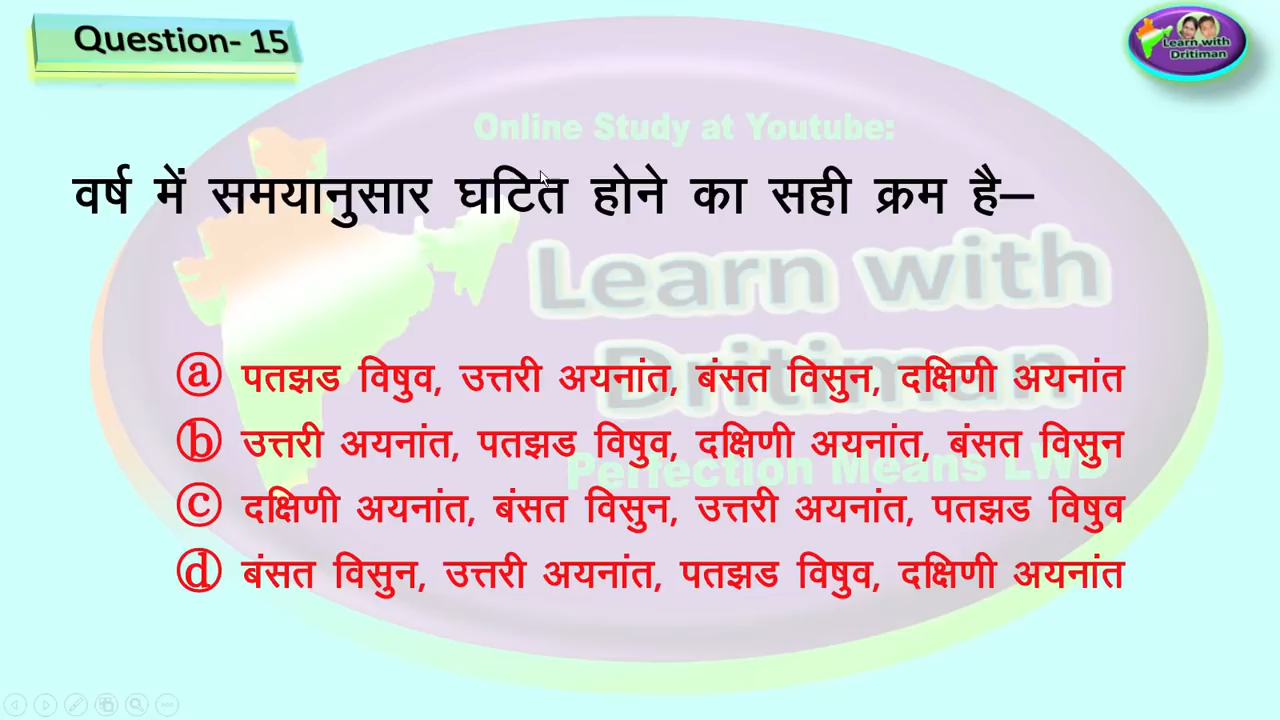 Question- 15
Learn with
Dritiman
Online Study at Youtube:
वर्ष में समयानुसार घटित होने का सही क्रम है–
Learn with
Dritiman
ⓐ पतझड विषुव, उत्तरी अयनांत, बंसत विसुन, दक्षिणी अयनांत
ⓑ उत्तरी अयनांत, पतझड विषुव, दक्षिणी अयनांत, बंसत विसुन
Perfection Means LWD
ⓒ दक्षिणी अयनांत, बंसत विसुन, उत्तरी अयनांत, पतझड विषुव
ⓓ बंसत विसुन, उत्तरी अयनांत, पतझड विषुव, दक्षिणी अयनांत